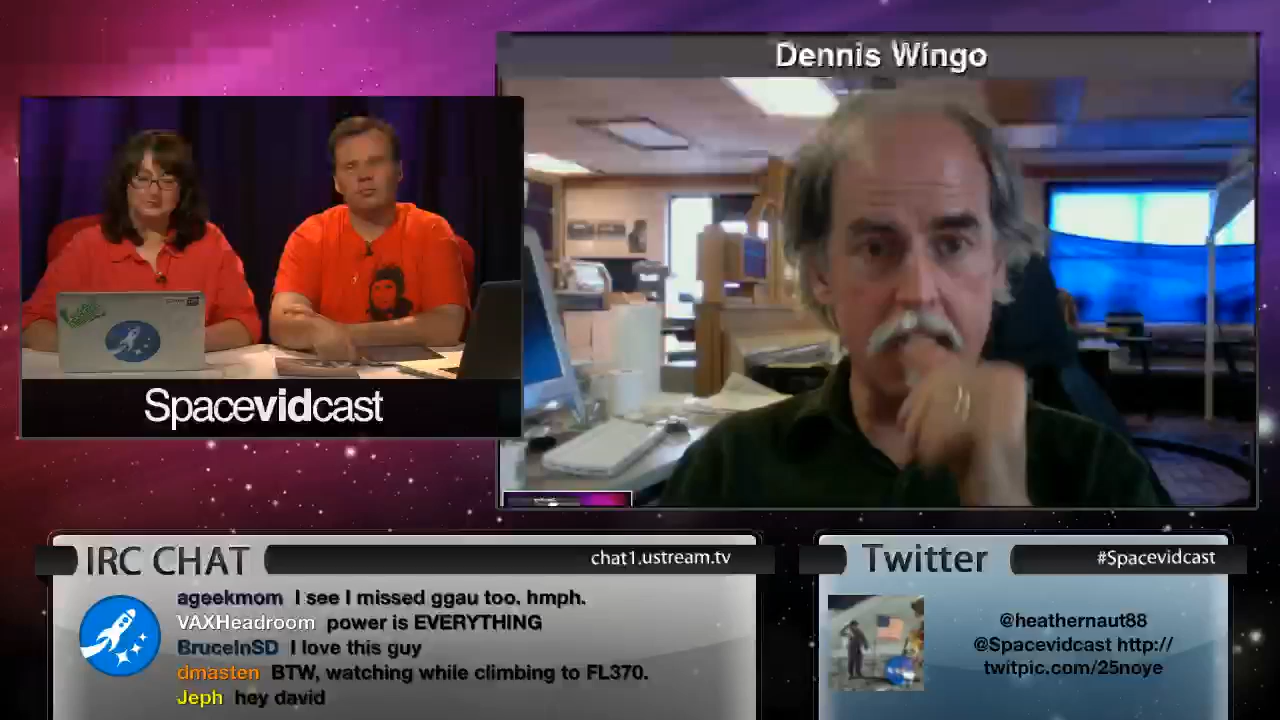 Dennis Wingo
Spacevidcast
IRC CHAT
chat1.ustream.tv
ageekmom I see I missed ggau too. hmph.
VAXHeadroom power is EVERYTHING
BruceInSD I love this guy
dmasten BTW, watching while climbing to FL370.
Jeph hey david
Twitter
#Spacevidcast
@heathernaut88
@Spacevidcast http://
twitpic.com/25noye